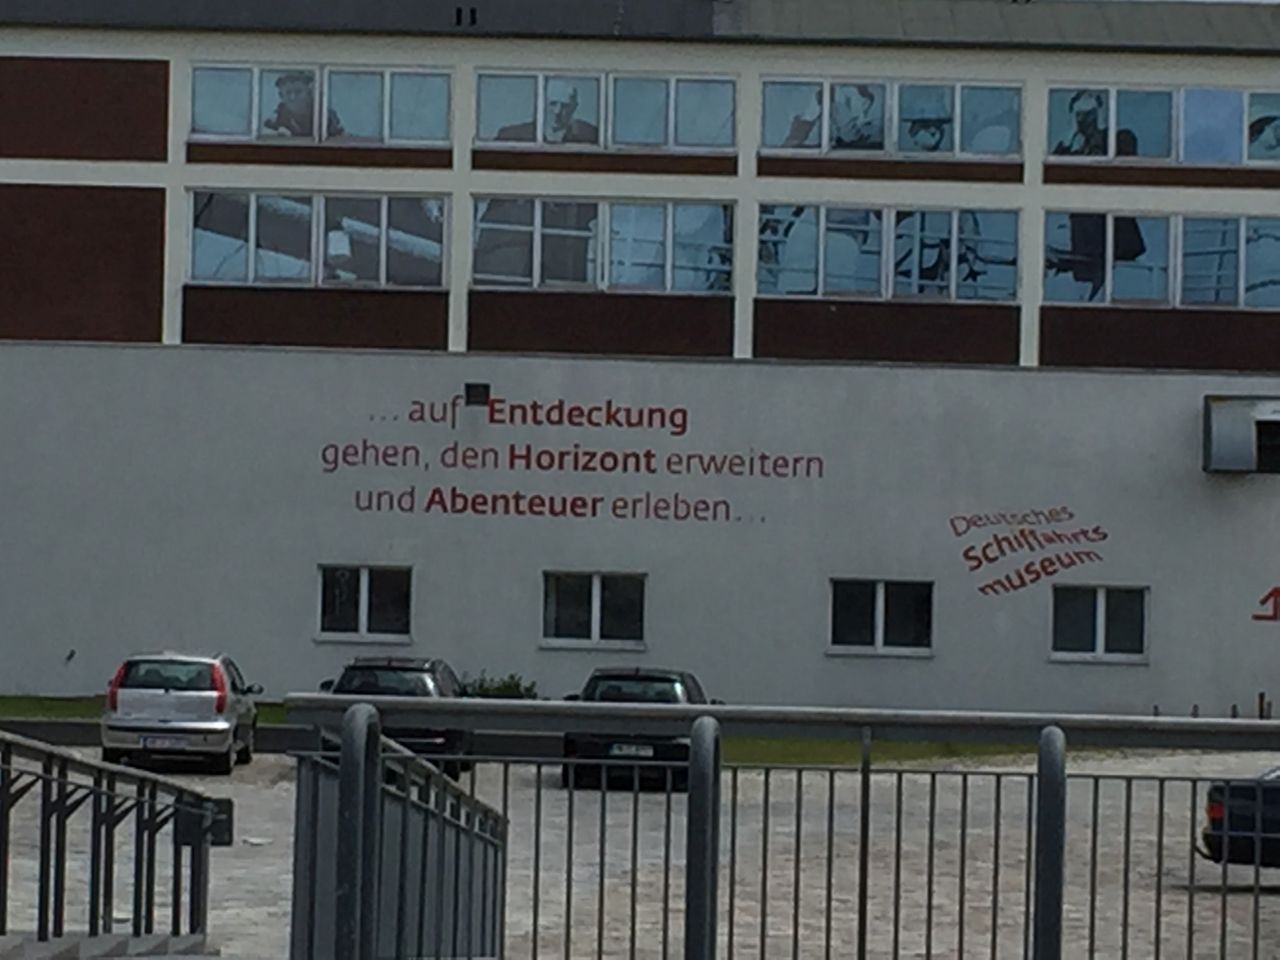 ... auf Entdeckung
gehen, den Horizont erweitern
und Abenteuer erleben...
Deutsches
Schiffahrts
museum